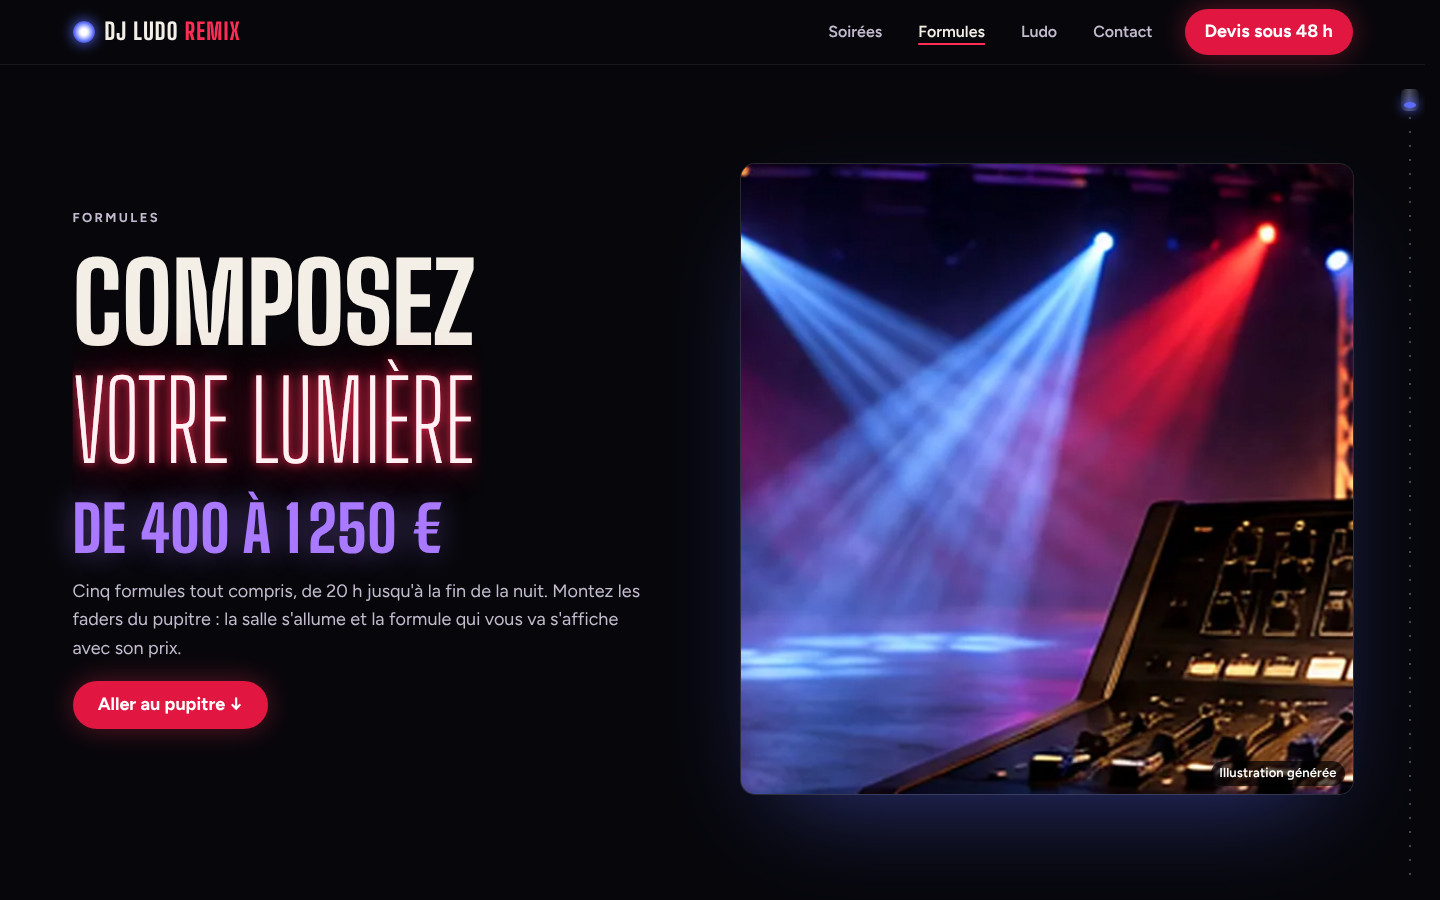 DJ LUDO REMIX
Soirées
Formules
Ludo
Contact
Devis sous 48 h
FORMULES
COMPOSEZ
VOTRE LUMIÈRE
DE 400 À 1 250 €
Cinq formules tout compris, de 20 h jusqu'à la fin de la nuit. Montez les
faders du pupitre : la salle s'allume et la formule qui vous va s'affiche
avec son prix.
Aller au pupitre ↓
Illustration générée